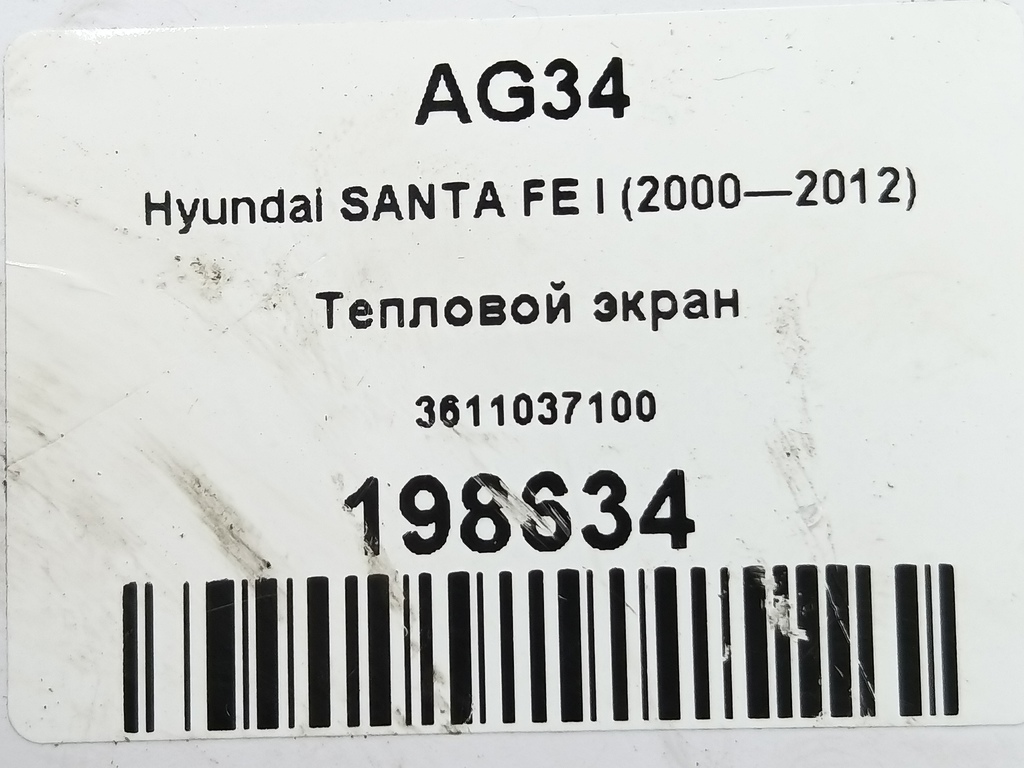 AG34
Hyundai SANTA FE I (2000—2012)
Тепловой экран
3611037100
198634